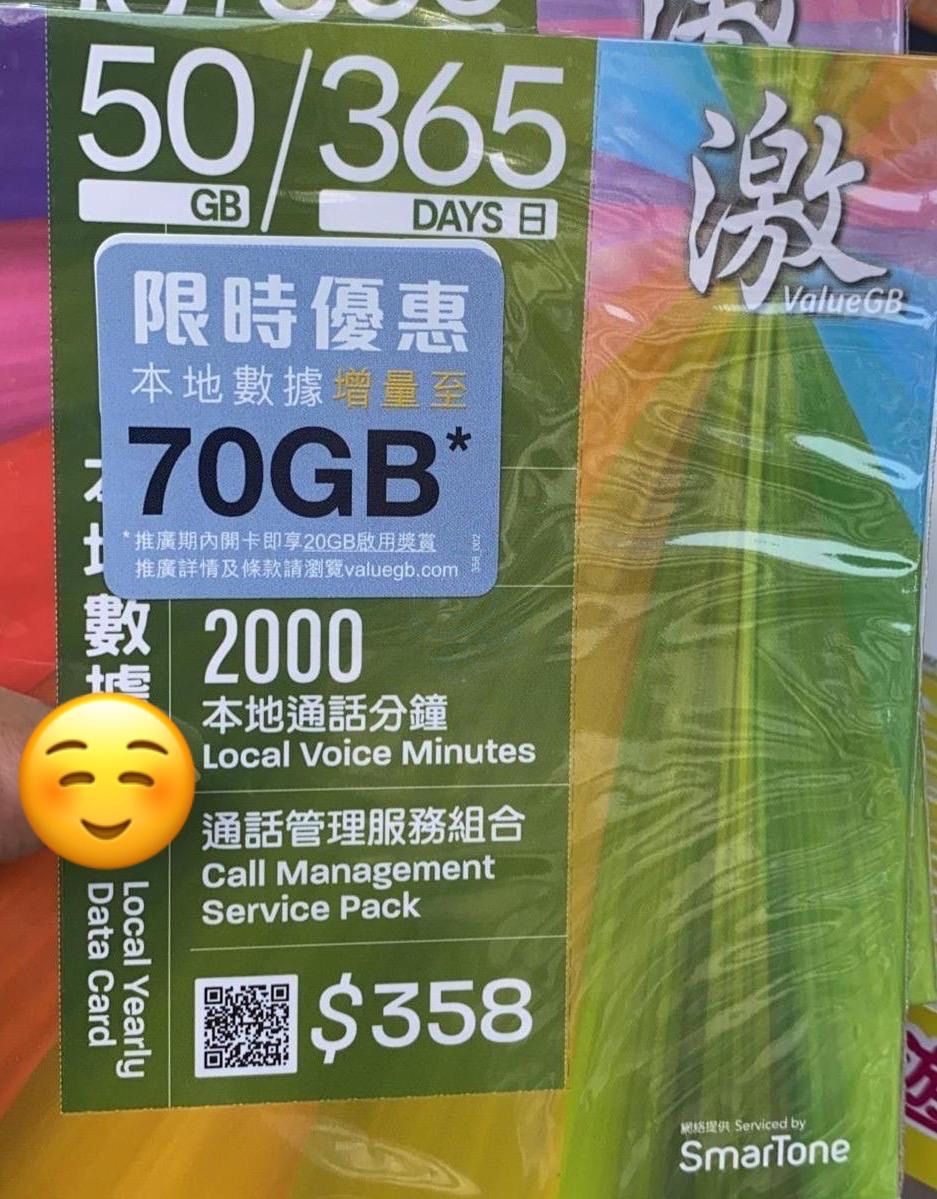 50/365
GB
DAYS 日
激
ValueGB
限時優惠
本地數據增量至
70GB*
*推廣期內開卡即享20GB啟用獎賞
推廣詳情及條款請瀏覽valuegb.com
數據
2000
本地通話分鐘
Local Voice Minutes
通話管理服務組合
Call Management
Service Pack
Local Yearly
Data Card
$358
網絡提供 Serviced by
SmarTone